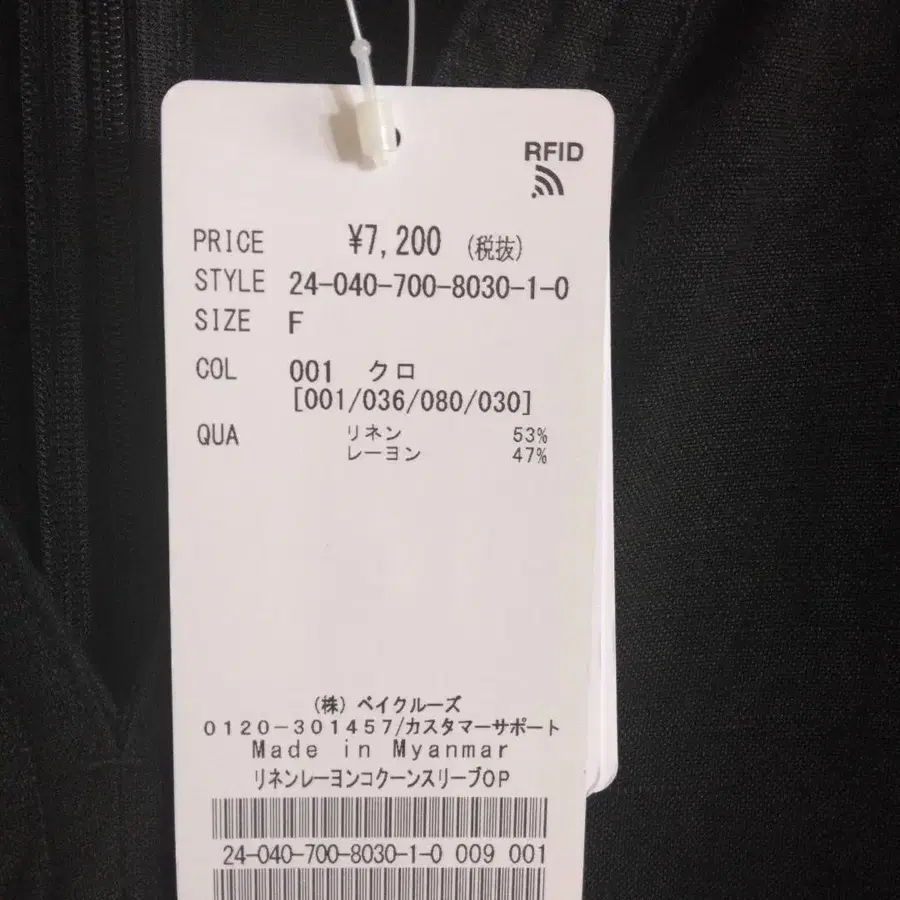 RFID
PRICE ¥7,200 (税抜)
STYLE 24-040-700-8030-1-0
SIZE F
COL 001 クロ
[001/036/080/030]
QUA リネン 53%
レーヨン 47%
(株) ベイクルーズ
0120-301457/カスタマーサポート
Made in Myanmar
リネンレーヨンコクーンスリーブOP
24-040-700-8030-1-0 009 001